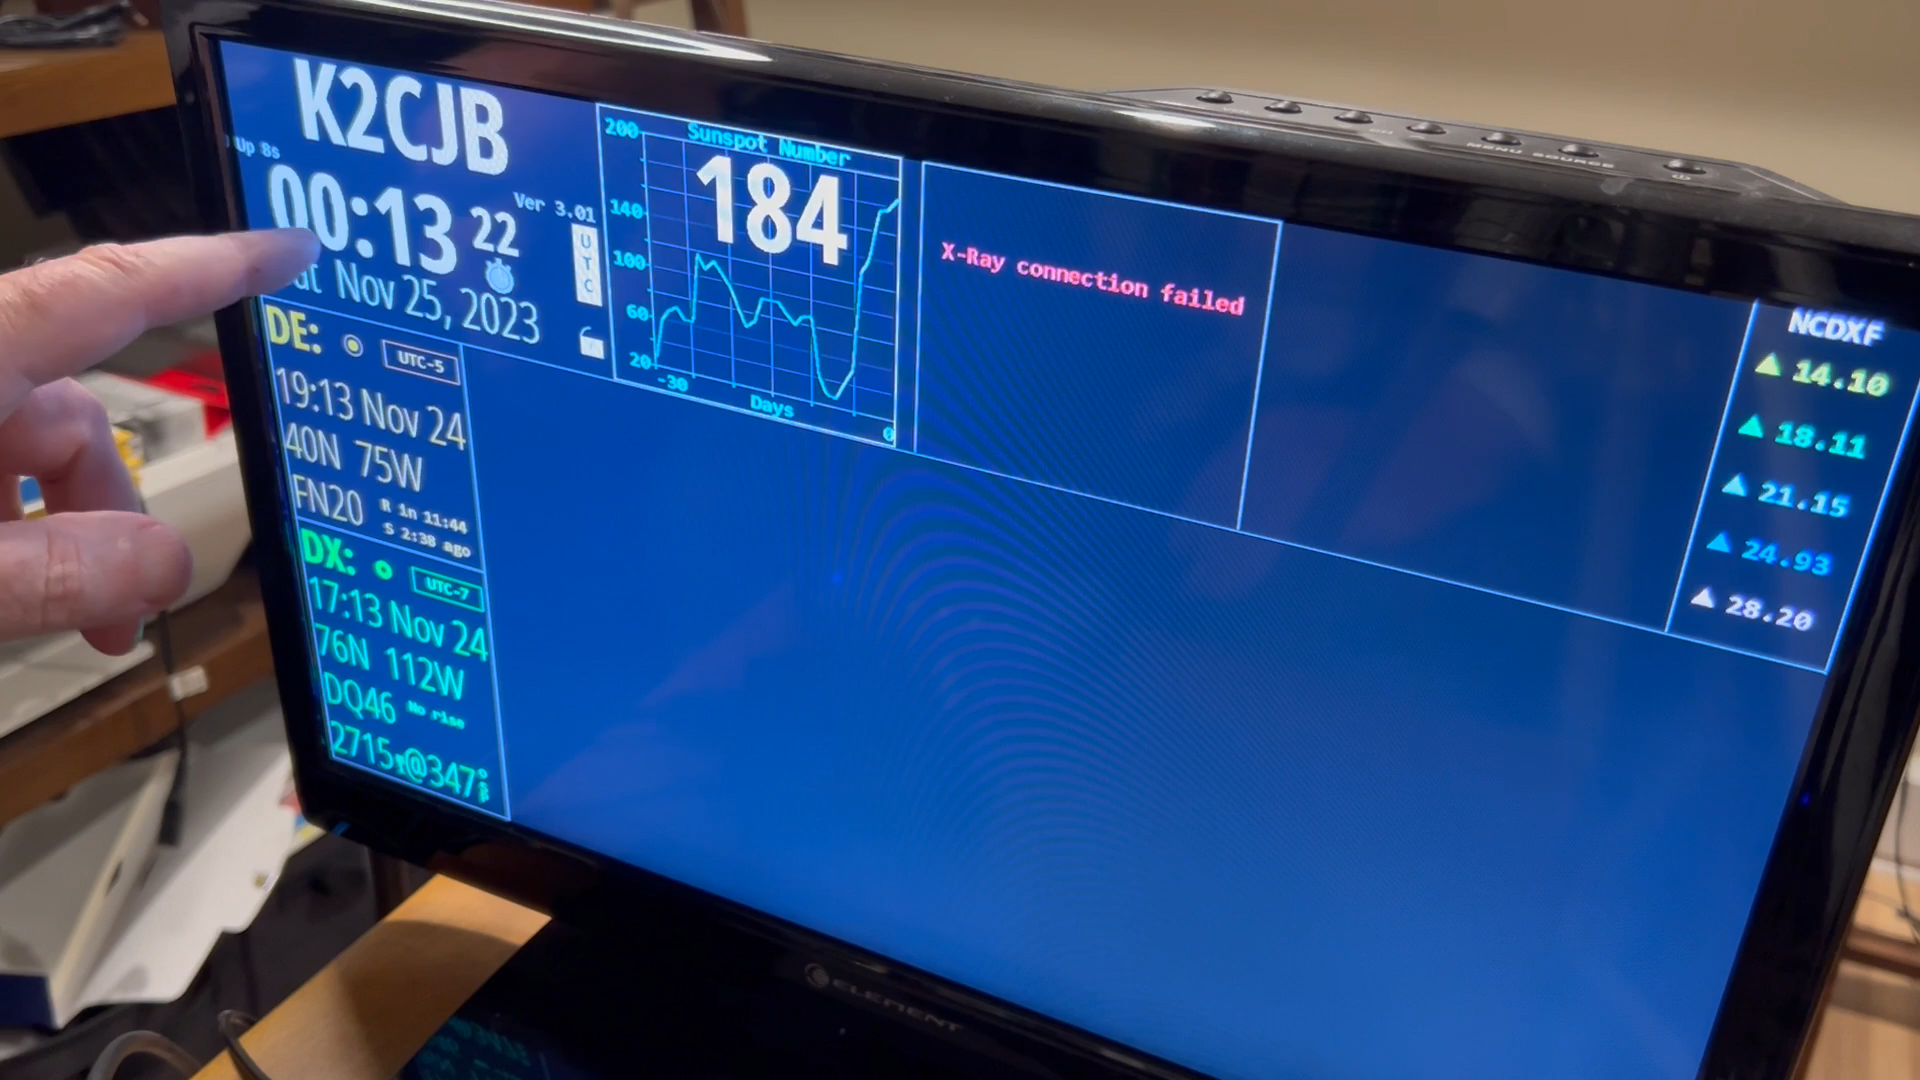 K2CJB
Up 8s
00:13 22
Ver 3.01
UTC
Nov 25, 2023
DE:
UTC-5
19:13 Nov 24
40N 75W
FN20
R in 11:44
S 2:38 ago
DX:
UTC-7
17:13 Nov 24
76N 112W
DQ46
No rise
2715 @347°
Sunspot Number
184
200
140
100
60
20
-30
Days
0
X-Ray connection failed
NCDXF
14.10
18.11
21.15
24.93
28.20
MENU SOURCE
ELEMENT